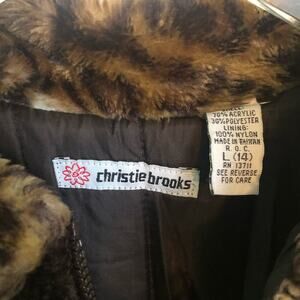 christie brooks
70% ACRYLIC
30% POLYESTER
LINING:
100% NYLON
MADE IN TAIWAN
R. O. C.
L (14)
RN 13711
SEE REVERSE
FOR CARE